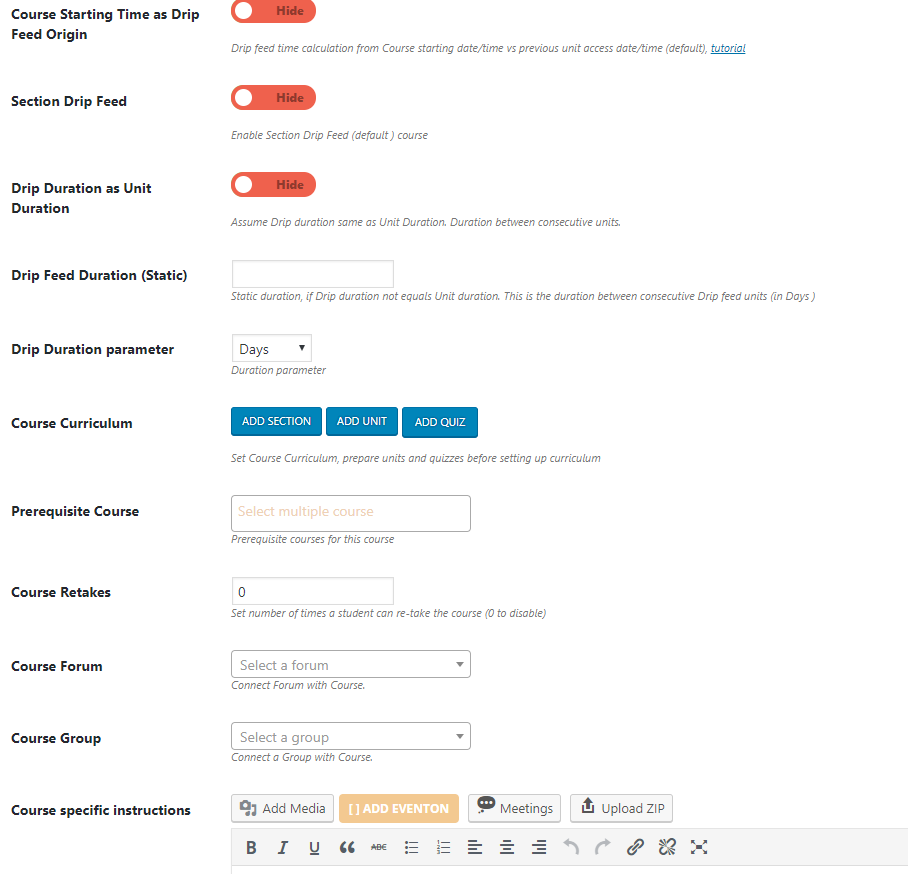 Course Starting Time as Drip
Feed Origin
Hide
Drip feed time calculation from Course starting date/time vs previous unit access date/time (default), tutorial
Section Drip Feed
Hide
Enable Section Drip Feed (default ) course
Drip Duration as Unit
Duration
Hide
Assume Drip duration same as Unit Duration. Duration between consecutive units.
Drip Feed Duration (Static)
Static duration, if Drip duration not equals Unit duration. This is the duration between consecutive Drip feed units (in Days )
Drip Duration parameter
Days
Duration parameter
Course Curriculum
ADD SECTION ADD UNIT ADD QUIZ
Set Course Curriculum, prepare units and quizzes before setting up curriculum
Prerequisite Course
Select multiple course
Prerequisite courses for this course
Course Retakes
0
Set number of times a student can re-take the course (0 to disable)
Course Forum
Select a forum
Connect Forum with Course.
Course Group
Select a group
Connect a Group with Course.
Course specific instructions
Add Media [ ] ADD EVENTON Meetings Upload ZIP
B I U ABC